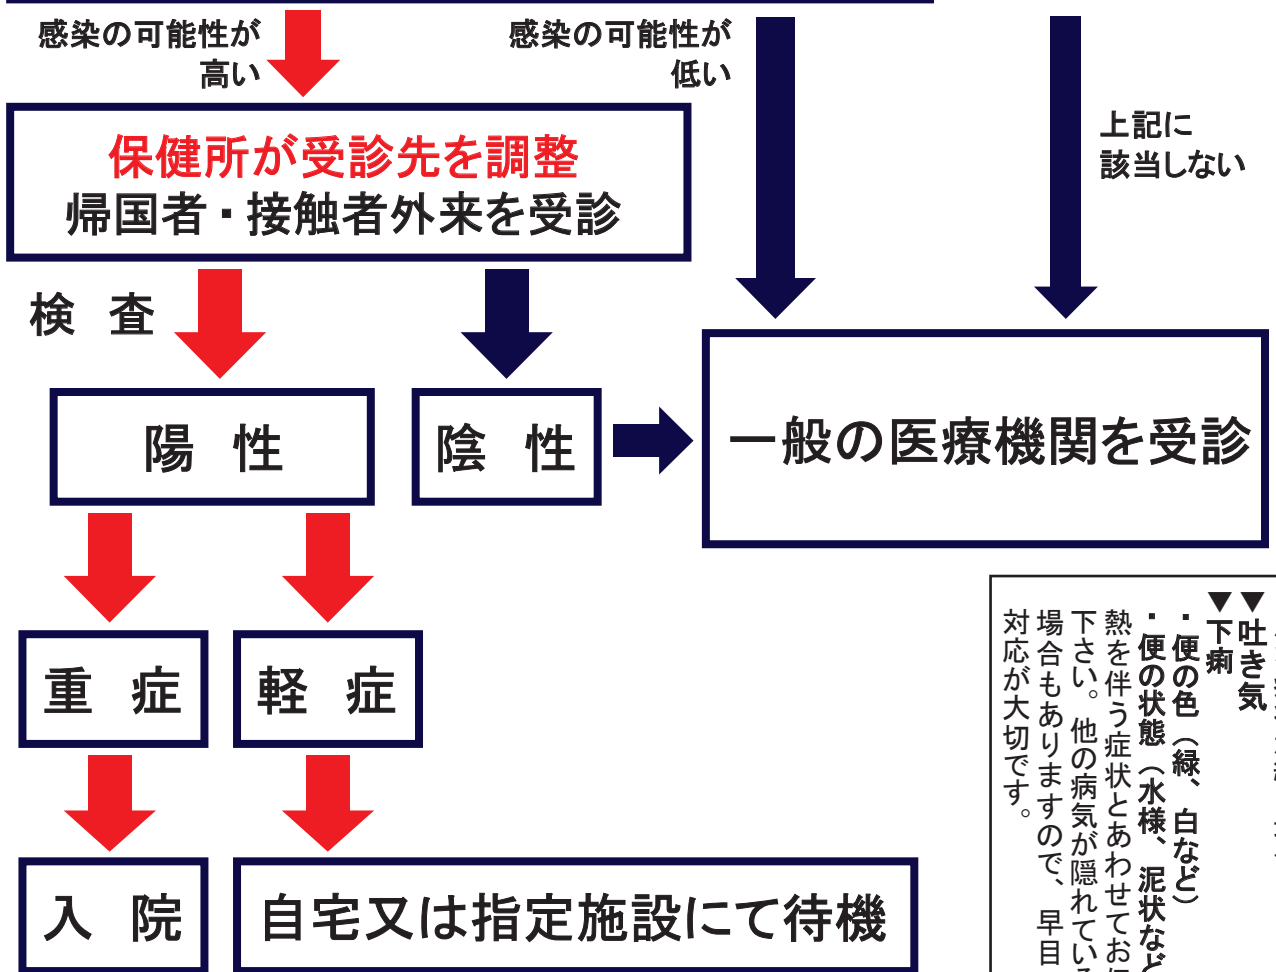 感染の可能性が
高い
感染の可能性が
低い
上記に
該当しない
保健所が受診先を調整
帰国者・接触者外来を受診
検 査
陽 性
陰 性
一般の医療機関を受診
重 症
軽 症
入 院
自宅又は指定施設にて待機
▼吐き気
▼下痢
・便の色（緑、白など）
・便の状態（水様、泥状など
熱を伴う症状とあわせてお
下さい。他の病気が隠れている
場合もありますので、早目
対応が大切です。